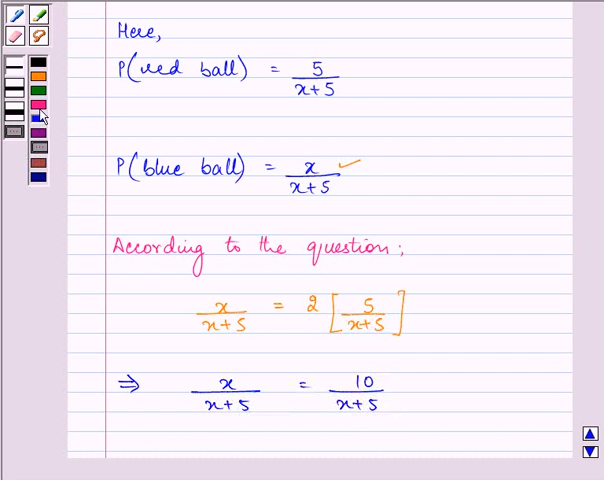 Here,
P(red ball) = 5/(x+5)
P(blue ball) = x/(x+5) ✓
According to the question;
x/(x+5) = 2 [5/(x+5)]
⇒ x/(x+5) = 10/(x+5)